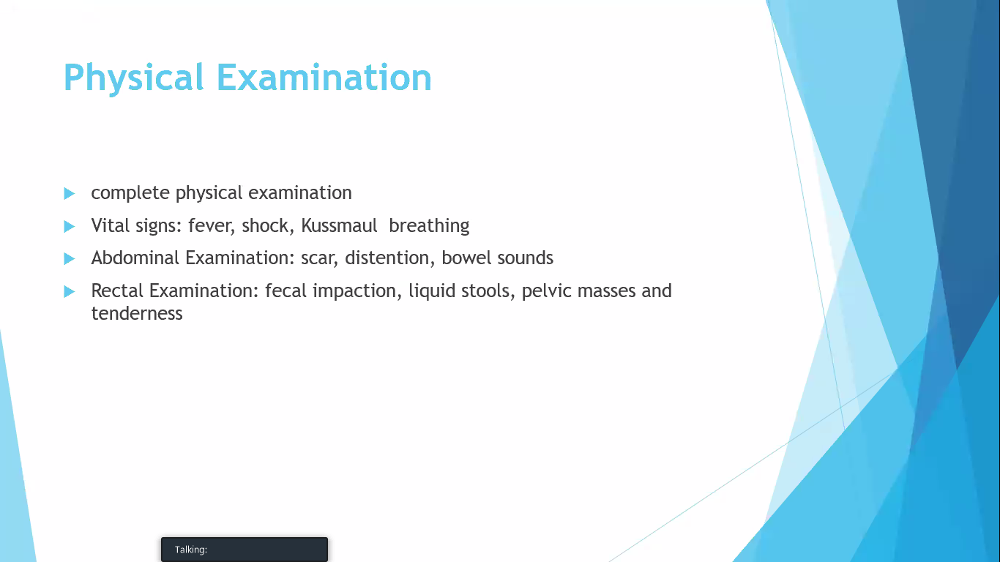 Physical Examination
complete physical examination
Vital signs: fever, shock, Kussmaul  breathing
Abdominal Examination: scar, distention, bowel sounds
Rectal Examination: fecal impaction, liquid stools, pelvic masses and
tenderness
Talking: